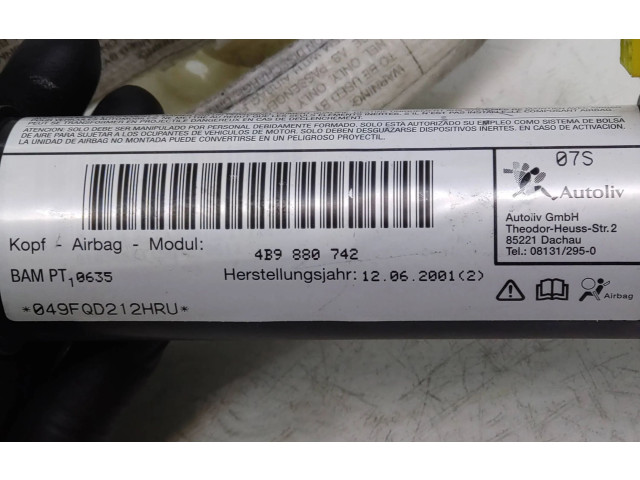 ATENCION: SOLO DEBE SER MANIPULADO POR PERSONAL DEBIDAMENTE FORMADO. SOLO ESTA AUTORIZADO SU EMPLEO COMO SISTEMA DE BOLSA
DE AIRE PARA SUJETAR A LOS OCUPANTES DE VEHICULOS DE MOTOR. SOLO DEBEN DESGUAZARSE DISPOSITIVOS INERTES. EN CASO DE ACTIVACION,
LA UNIDAD DE AIRBAG NO MONTADA PUEDE CONVERTIRSE EN UN PELIGROSO PROYECTIL.
07S
Autoliv
Autoliv GmbH
Theodor-Heuss-Str.2
85221 Dachau
Tel.: 08131/295-0
Kopf - Airbag - Modul: 4B9 880 742
BAM PT1 0635 Herstellungsjahr: 12.06.2001(2)
Airbag
*049FQD212HRU*